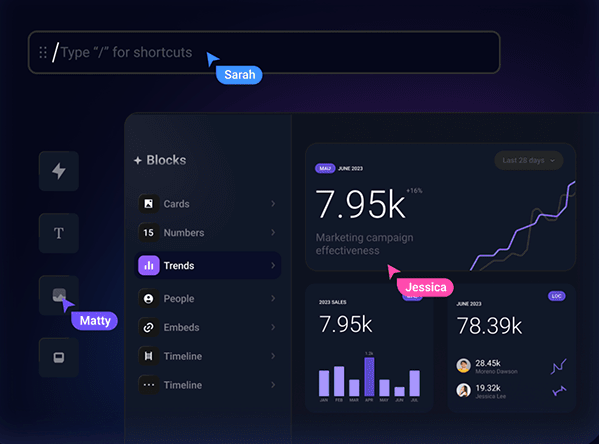 /Type “/” for shortcuts
Sarah
Blocks
Cards
15 Numbers
Trends
People
Embeds
Timeline
Timeline
T
Matty
MAU JUNE 2023
Last 28 days
7.95k +16%
Marketing campaign
effectiveness
Jessica
2023 SALES
7.95k
1.2k
JAN FEB MAR APR MAY JUN JUL
LOC
JUNE 2023
78.39k
28.45k
Moreno Dawson
19.32k
Jessica Lee